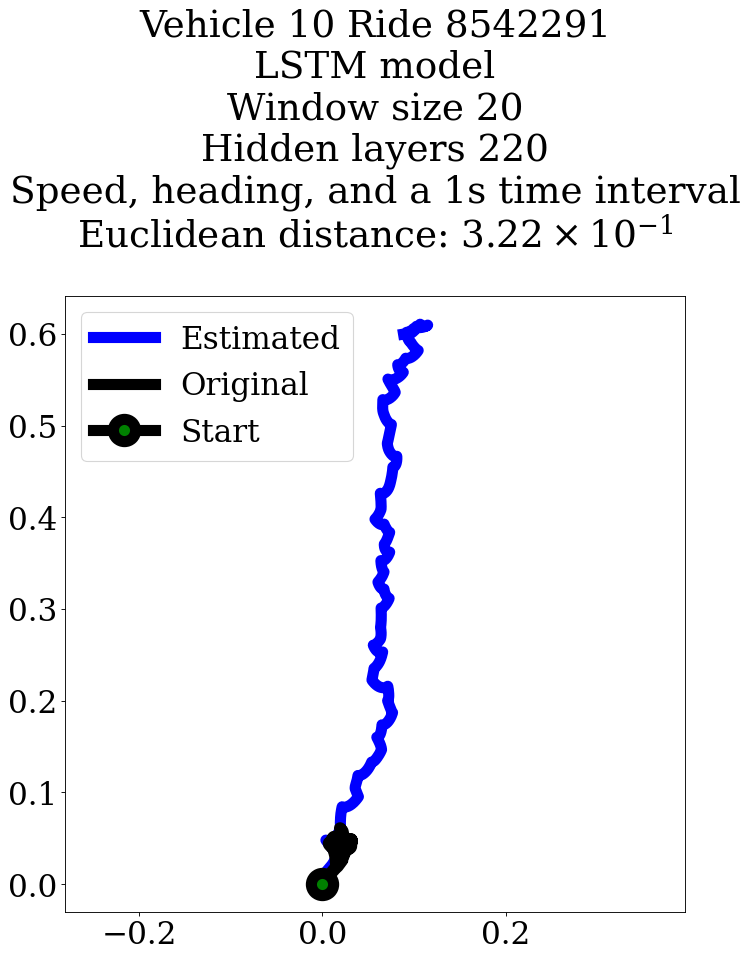 Vehicle 10 Ride 8542291
LSTM model
Window size 20
Hidden layers 220
Speed, heading, and a 1s time interval
Euclidean distance: 3.22 × 10⁻¹
Estimated
Original
Start
0.6
0.5
0.4
0.3
0.2
0.1
0.0
−0.2 0.0 0.2